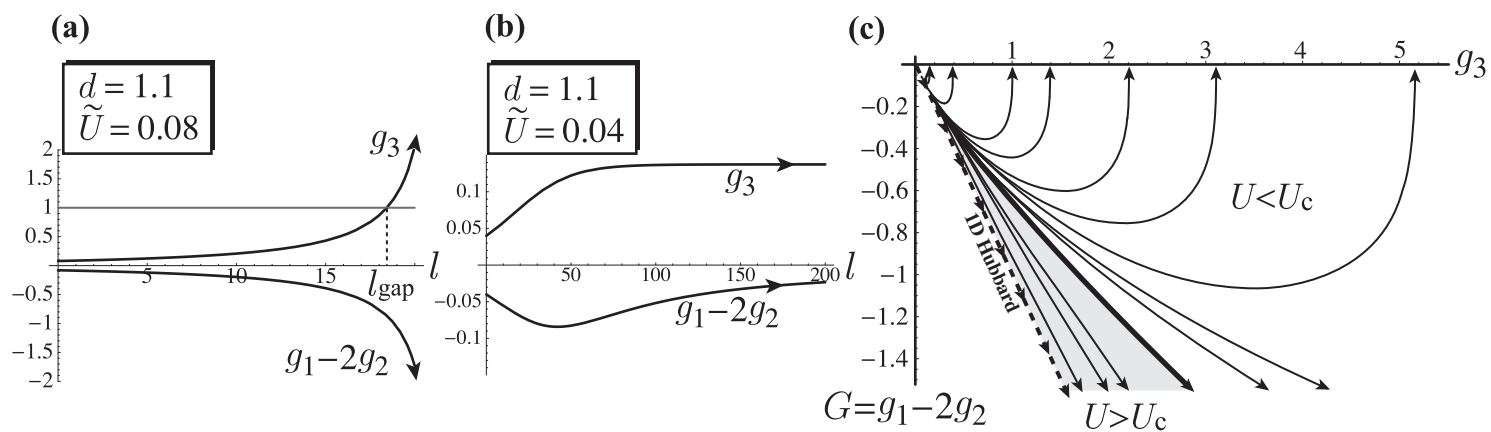 (a)
d = 1.1
Ũ = 0.08
2
1.5
1
0.5
−0.5
−1
−1.5
−2
5
10
15
l
l_gap
g₃
g₁−2g₂
(b)
d = 1.1
Ũ = 0.04
0.1
0.05
−0.05
−0.1
50
100
150
200
l
g₃
g₁−2g₂
(c)
1
2
3
4
5
g₃
−0.2
−0.4
−0.6
−0.8
−1
−1.2
−1.4
1D Hubbard
U<U_c
U>U_c
G=g₁−2g₂